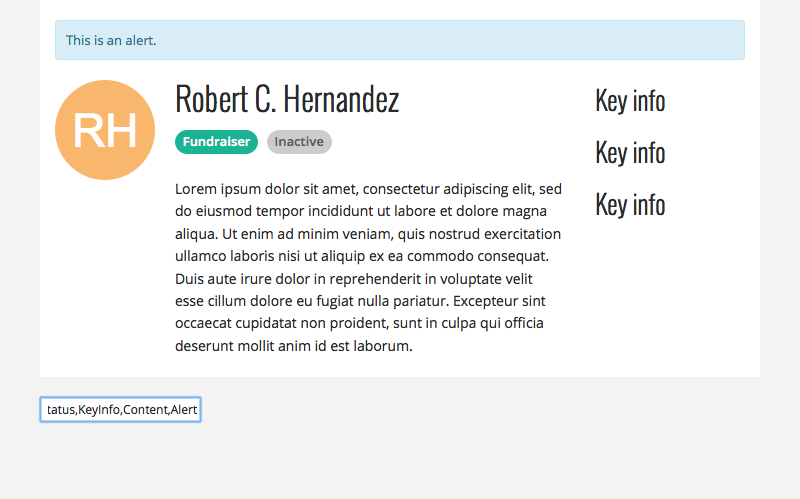 This is an alert.
RH
Robert C. Hernandez
Fundraiser Inactive
Lorem ipsum dolor sit amet, consectetur adipiscing elit, sed
do eiusmod tempor incididunt ut labore et dolore magna
aliqua. Ut enim ad minim veniam, quis nostrud exercitation
ullamco laboris nisi ut aliquip ex ea commodo consequat.
Duis aute irure dolor in reprehenderit in voluptate velit
esse cillum dolore eu fugiat nulla pariatur. Excepteur sint
occaecat cupidatat non proident, sunt in culpa qui officia
deserunt mollit anim id est laborum.
Key info
Key info
Key info
tatus,KeyInfo,Content,Alert